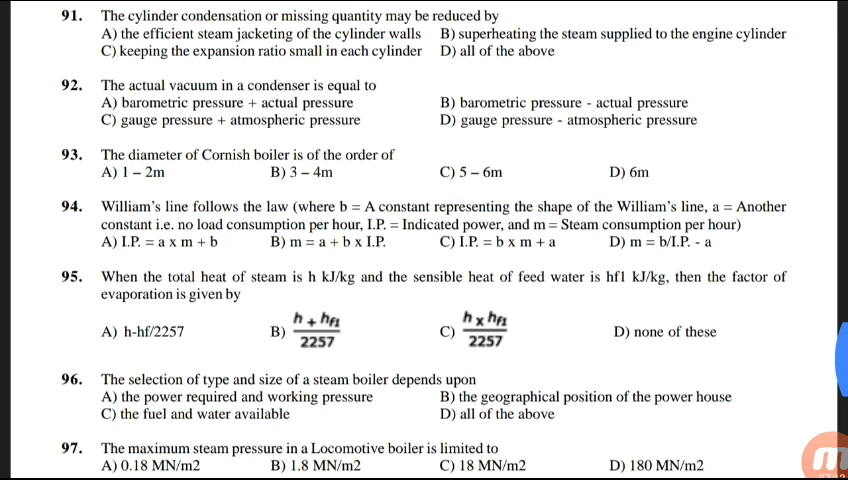 91. The cylinder condensation or missing quantity may be reduced by
A) the efficient steam jacketing of the cylinder walls B) superheating the steam supplied to the engine cylinder
C) keeping the expansion ratio small in each cylinder D) all of the above
92. The actual vacuum in a condenser is equal to
A) barometric pressure + actual pressure B) barometric pressure - actual pressure
C) gauge pressure + atmospheric pressure D) gauge pressure - atmospheric pressure
93. The diameter of Cornish boiler is of the order of
A) 1 – 2m B) 3 – 4m C) 5 – 6m D) 6m
94. William's line follows the law (where b = A constant representing the shape of the William's line, a = Another
constant i.e. no load consumption per hour, I.P. = Indicated power, and m = Steam consumption per hour)
A) I.P. = a x m + b B) m = a + b x I.P. C) I.P. = b x m + a D) m = b/I.P. - a
95. When the total heat of steam is h kJ/kg and the sensible heat of feed water is hf1 kJ/kg, then the factor of
evaporation is given by
A) h-hf/2257 B) h + hf1 / 2257 C) h x hf1 / 2257 D) none of these
96. The selection of type and size of a steam boiler depends upon
A) the power required and working pressure B) the geographical position of the power house
C) the fuel and water available D) all of the above
97. The maximum steam pressure in a Locomotive boiler is limited to
A) 0.18 MN/m2 B) 1.8 MN/m2 C) 18 MN/m2 D) 180 MN/m2